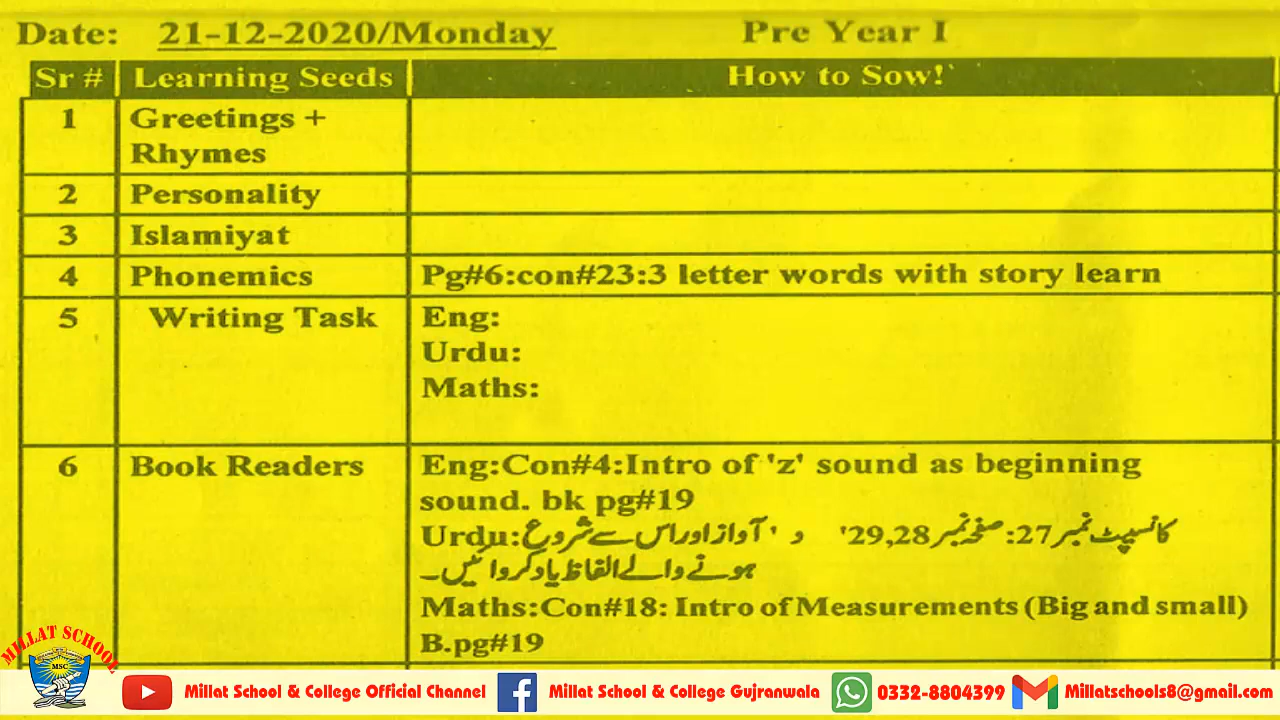 Date: 21-12-2020/Monday Pre Year I
Sr # Learning Seeds How to Sow!
1 Greetings +
Rhymes
2 Personality
3 Islamiyat
4 Phonemics Pg#6:con#23:3 letter words with story learn
5 Writing Task Eng:
Urdu:
Maths:
6 Book Readers Eng:Con#4:Intro of 'z' sound as beginning
sound. bk pg#19
Urdu: کانسپٹ نمبر 27: صفحہ نمبر 29,28' و ' آواز اور اس سے شروع
ہونے والے الفاظ یاد کروائیں۔
Maths:Con#18: Intro of Measurements (Big and small)
B.pg#19
MILLAT SCHOOL
MSC
Millat School & College Official Channel Millat School & College Gujranwala 0332-8804399 Millatschools8@gmail.com